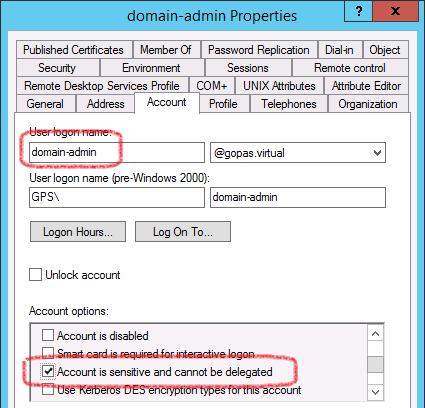 domain-admin Properties
? x
Published Certificates Member Of Password Replication Dial-in Object
Security Environment Sessions Remote control
Remote Desktop Services Profile COM+ UNIX Attributes Attribute Editor
General Address Account Profile Telephones Organization
User logon name:
domain-admin @gopas.virtual
User logon name (pre-Windows 2000):
GPS\ domain-admin
Logon Hours... Log On To...
Unlock account
Account options:
Account is disabled
Smart card is required for interactive logon
Account is sensitive and cannot be delegated
Use Kerberos DES encryption types for this account